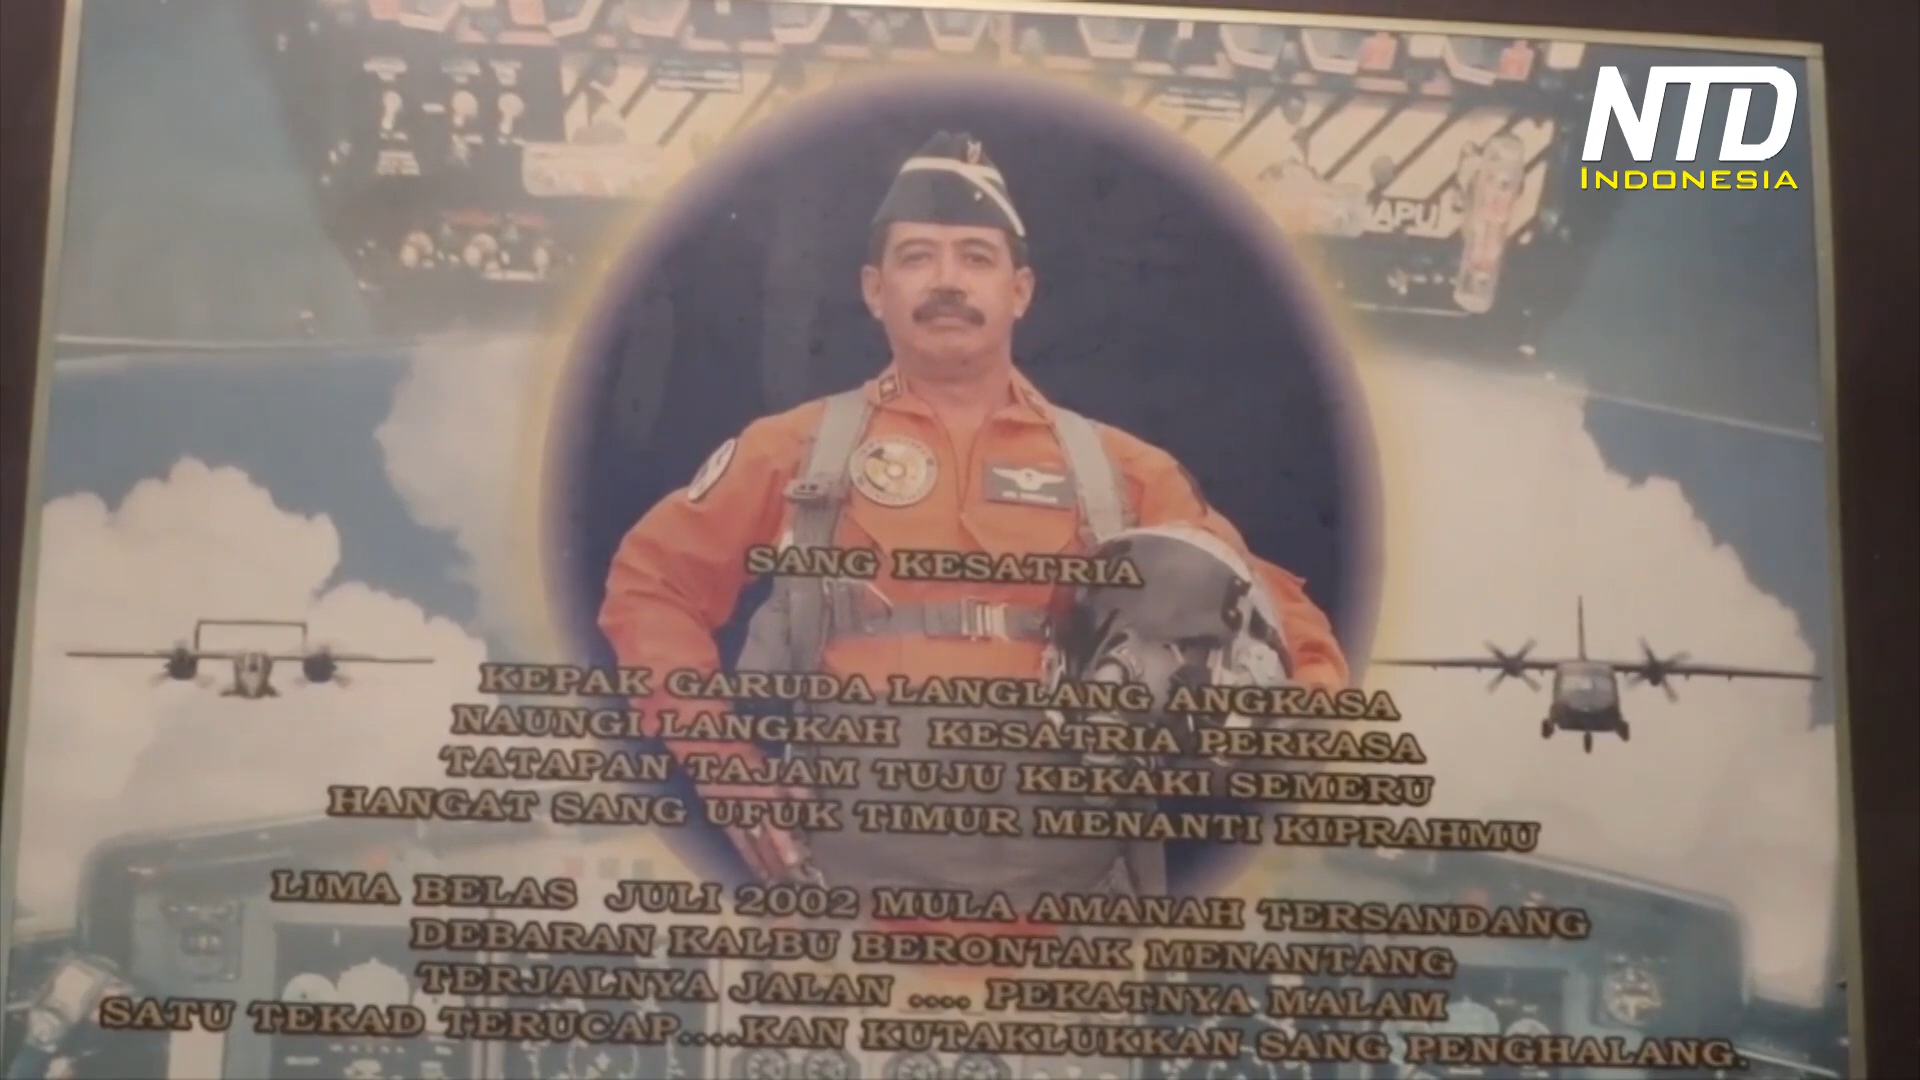 NTD
INDONESIA
APU
SANG KESATRIA
KEPAK GARUDA LANGLANG ANGKASA
NAUNGI LANGKAH KESATRIA PERKASA
TATAPAN TAJAM TUJU KEKAKI SEMERU
HANGAT SANG UFUK TIMUR MENANTI KIPRAHMU
LIMA BELAS JULI 2002 MULA AMANAH TERSANDANG
DEBARAN KALBU BERONTAK MENANTANG
TERJALNYA JALAN .... PEKATNYA MALAM
SATU TEKAD TERUCAP....KAN KUTAKLUKKAN SANG PENGHALANG.